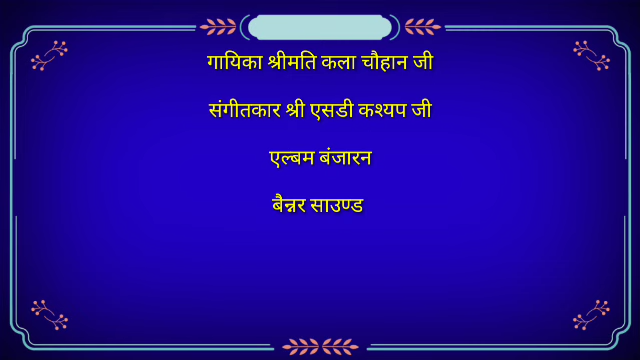 गायिका श्रीमति कला चौहान जी
संगीतकार श्री एसडी कश्यप जी
एल्बम बंजारन
बैन्नर साउण्ड